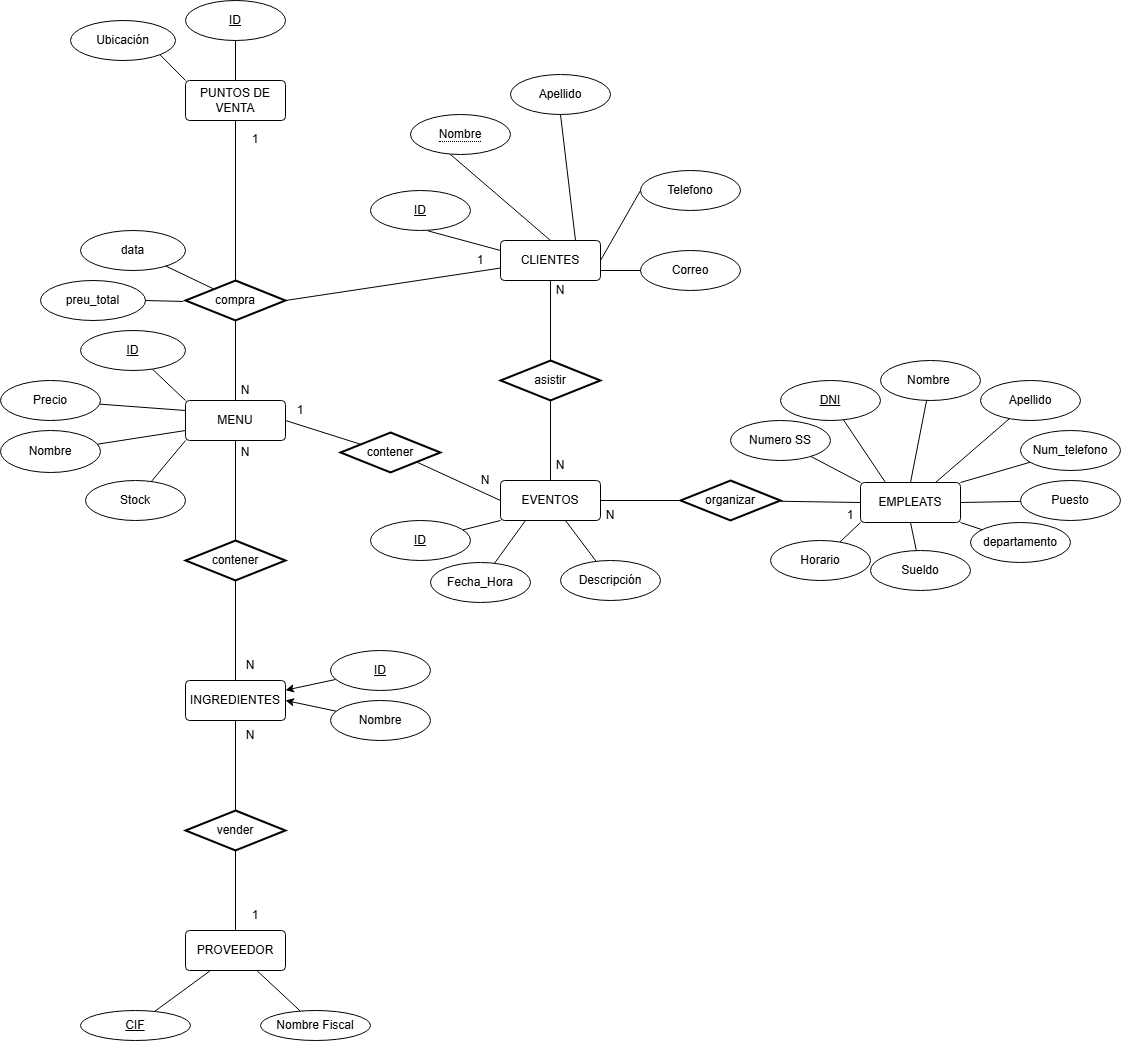 ID
Ubicación
PUNTOS DE
VENTA
1
Apellido
Nombre
Telefono
ID
data
1
CLIENTES
Correo
preu_total
compra
N
ID
asistir
Nombre
Precio
N
DNI
Apellido
1
MENU
Numero SS
Nombre
N
contener
Num_telefono
N
N
Stock
EVENTOS
organizar
EMPLEATS
Puesto
N
1
ID
departamento
contener
Horario
Fecha_Hora
Descripción
Sueldo
N
ID
INGREDIENTES
Nombre
N
vender
1
PROVEEDOR
CIF
Nombre Fiscal